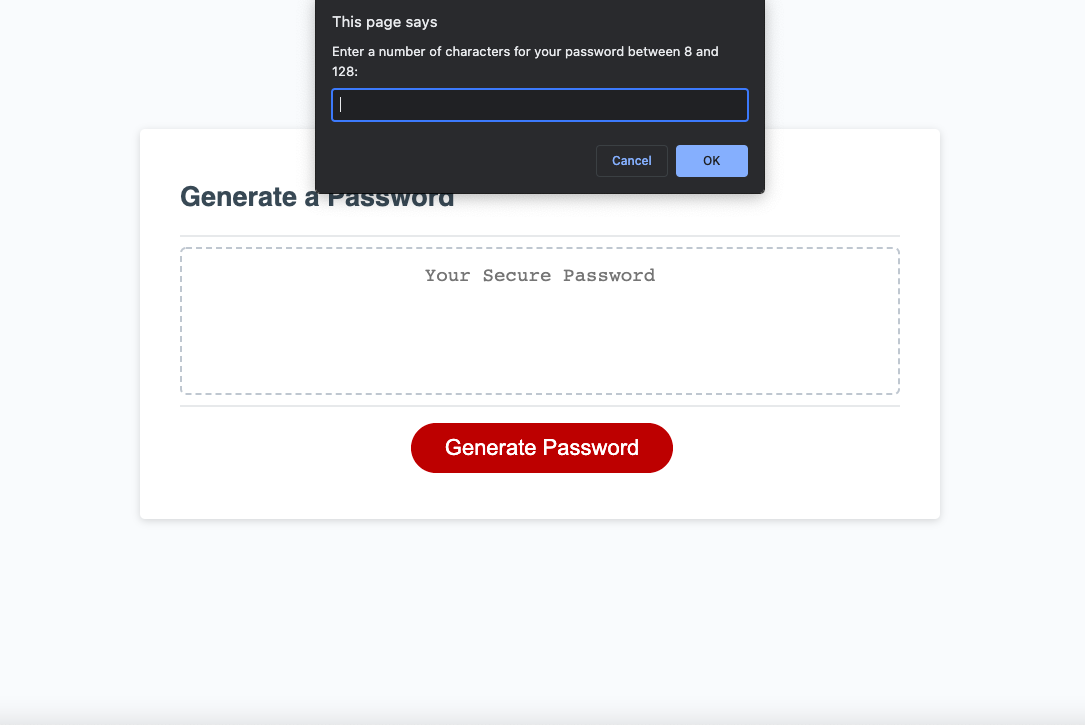 This page says
Enter a number of characters for your password between 8 and
128:
Cancel
OK
Generate a Password
Your Secure Password
Generate Password